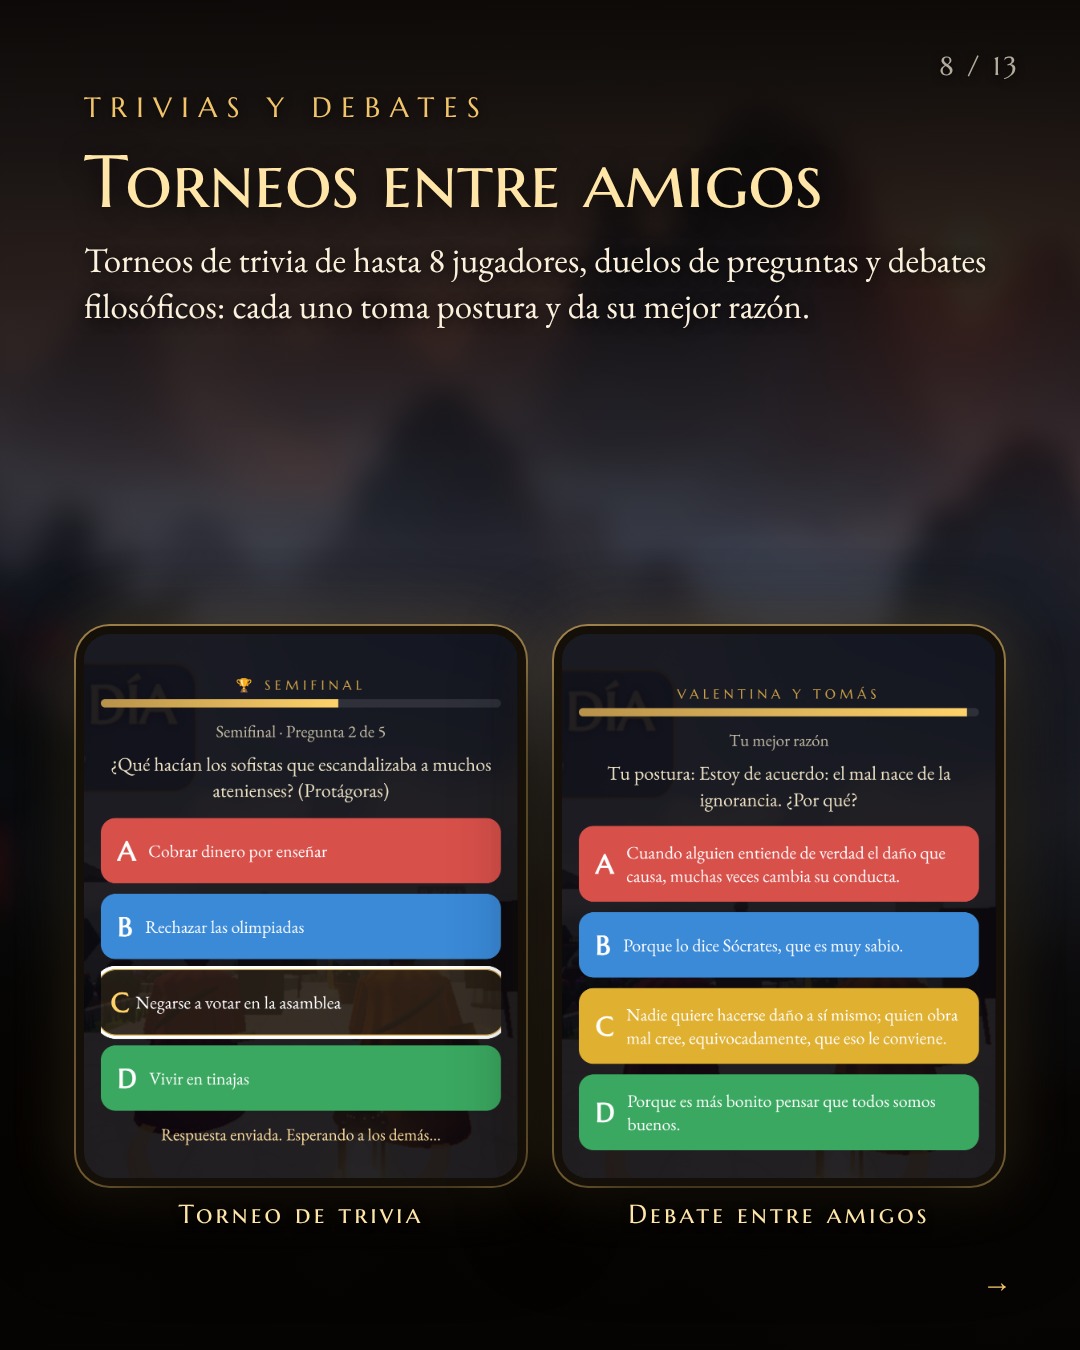 8 / 13
TRIVIAS Y DEBATES
TORNEOS ENTRE AMIGOS
Torneos de trivia de hasta 8 jugadores, duelos de preguntas y debates
filosóficos: cada uno toma postura y da su mejor razón.
DÍA
🏆 SEMIFINAL
Semifinal · Pregunta 2 de 5
¿Qué hacían los sofistas que escandalizaba a muchos
atenienses? (Protágoras)
A Cobrar dinero por enseñar
B Rechazar las olimpiadas
C Negarse a votar en la asamblea
D Vivir en tinajas
Respuesta enviada. Esperando a los demás...
TORNEO DE TRIVIA
DÍA
VALENTINA Y TOMÁS
Tu mejor razón
Tu postura: Estoy de acuerdo: el mal nace de la
ignorancia. ¿Por qué?
A Cuando alguien entiende de verdad el daño que
causa, muchas veces cambia su conducta.
B Porque lo dice Sócrates, que es muy sabio.
C Nadie quiere hacerse daño a sí mismo; quien obra
mal cree, equivocadamente, que eso le conviene.
D Porque es más bonito pensar que todos somos
buenos.
DEBATE ENTRE AMIGOS
→